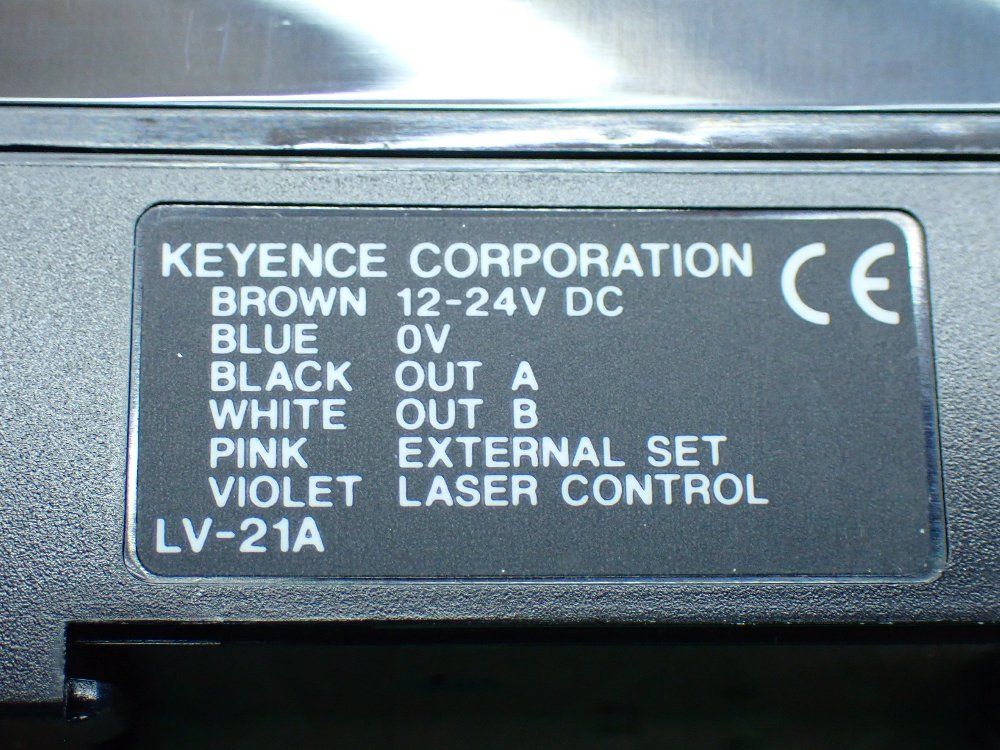 KEYENCE CORPORATION CE
BROWN 12-24V DC
BLUE 0V
BLACK OUT A
WHITE OUT B
PINK EXTERNAL SET
VIOLET LASER CONTROL
LV-21A